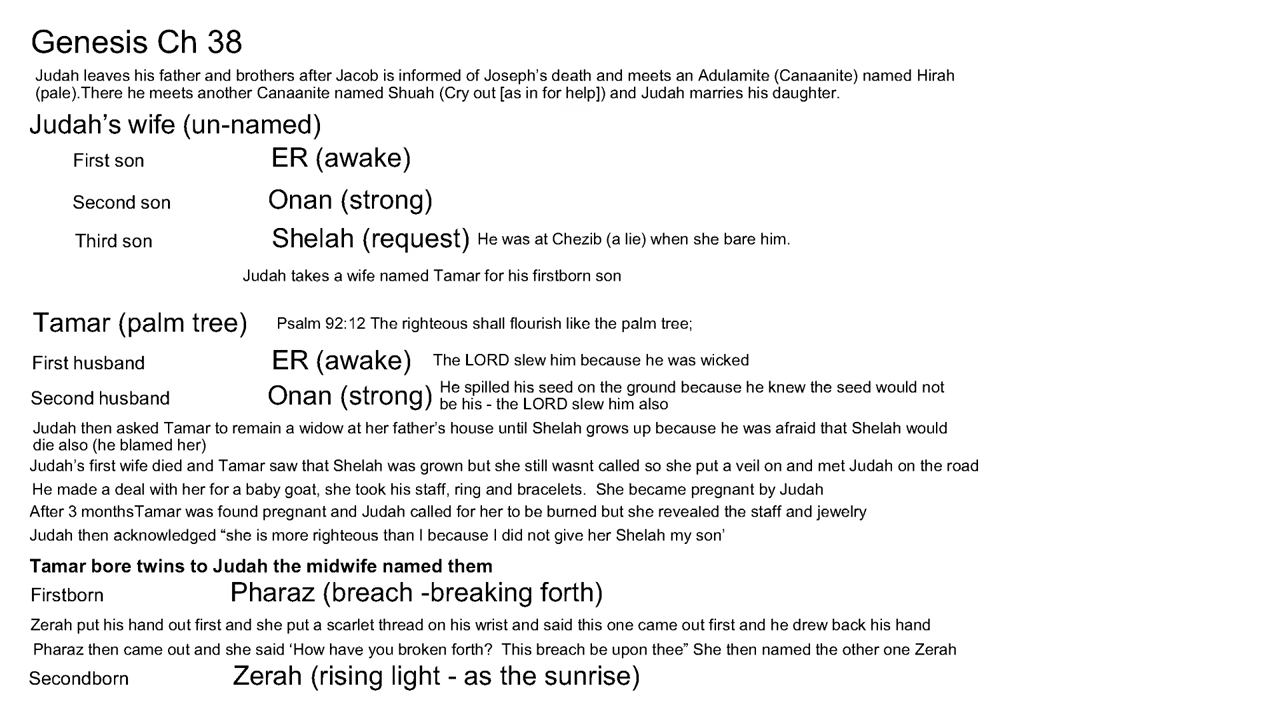 Genesis Ch 38
Judah leaves his father and brothers after Jacob is informed of Joseph's death and meets an Adulamite (Canaanite) named Hirah
(pale).There he meets another Canaanite named Shuah (Cry out [as in for help]) and Judah marries his daughter.
Judah's wife (un-named)
First son ER (awake)
Second son Onan (strong)
Third son Shelah (request) He was at Chezib (a lie) when she bare him.
Judah takes a wife named Tamar for his firstborn son
Tamar (palm tree) Psalm 92:12 The righteous shall flourish like the palm tree;
First husband ER (awake) The LORD slew him because he was wicked
Second husband Onan (strong) He spilled his seed on the ground because he knew the seed would not
be his - the LORD slew him also
Judah then asked Tamar to remain a widow at her father's house until Shelah grows up because he was afraid that Shelah would
die also (he blamed her)
Judah's first wife died and Tamar saw that Shelah was grown but she still wasnt called so she put a veil on and met Judah on the road
He made a deal with her for a baby goat, she took his staff, ring and bracelets.  She became pregnant by Judah
After 3 monthsTamar was found pregnant and Judah called for her to be burned but she revealed the staff and jewelry
Judah then acknowledged “she is more righteous than I because I did not give her Shelah my son’
Tamar bore twins to Judah the midwife named them
Firstborn Pharaz (breach -breaking forth)
Zerah put his hand out first and she put a scarlet thread on his wrist and said this one came out first and he drew back his hand
Pharaz then came out and she said ‘How have you broken forth?  This breach be upon thee” She then named the other one Zerah
Secondborn Zerah (rising light - as the sunrise)